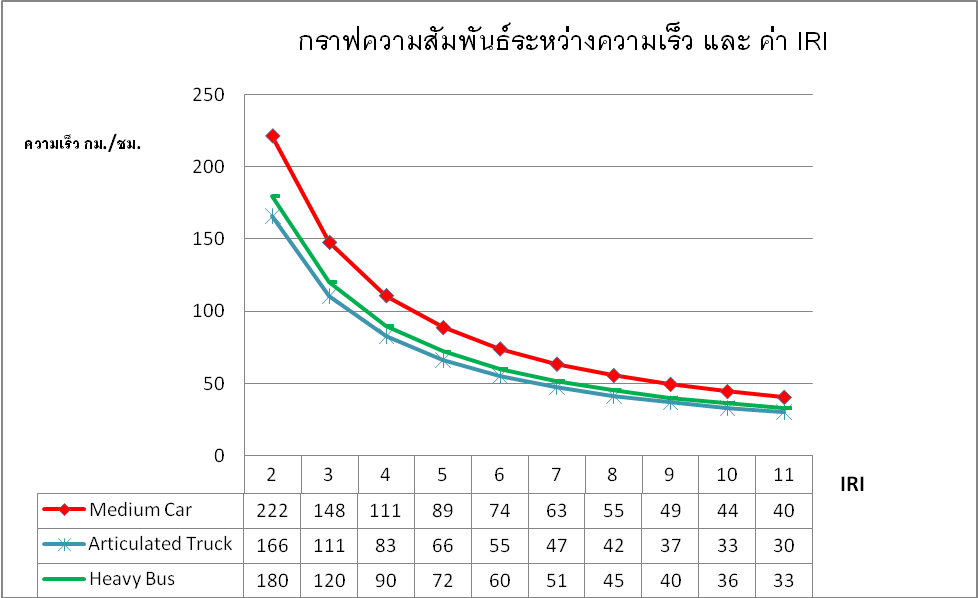 กราฟความสัมพันธ์ระหว่างความเร็ว และ ค่า IRI
ความเร็ว กม./ชม.
250
200
150
100
50
0
2 3 4 5 6 7 8 9 10 11
IRI
Medium Car 222 148 111 89 74 63 55 49 44 40
Articulated Truck 166 111 83 66 55 47 42 37 33 30
Heavy Bus 180 120 90 72 60 51 45 40 36 33